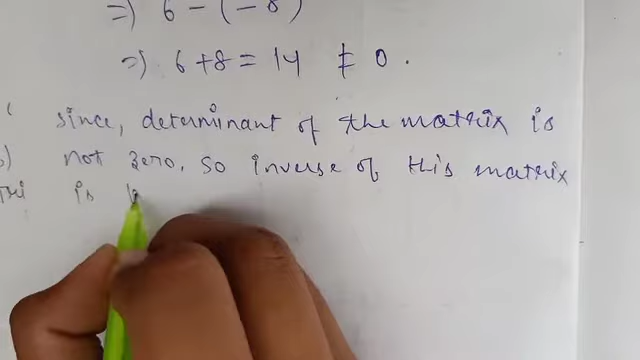 =) 6 - (-8)
=) 6 + 8 = 14 ≠ 0.
since, determinant of the matrix is
not zero, so inverse of this matrix
is